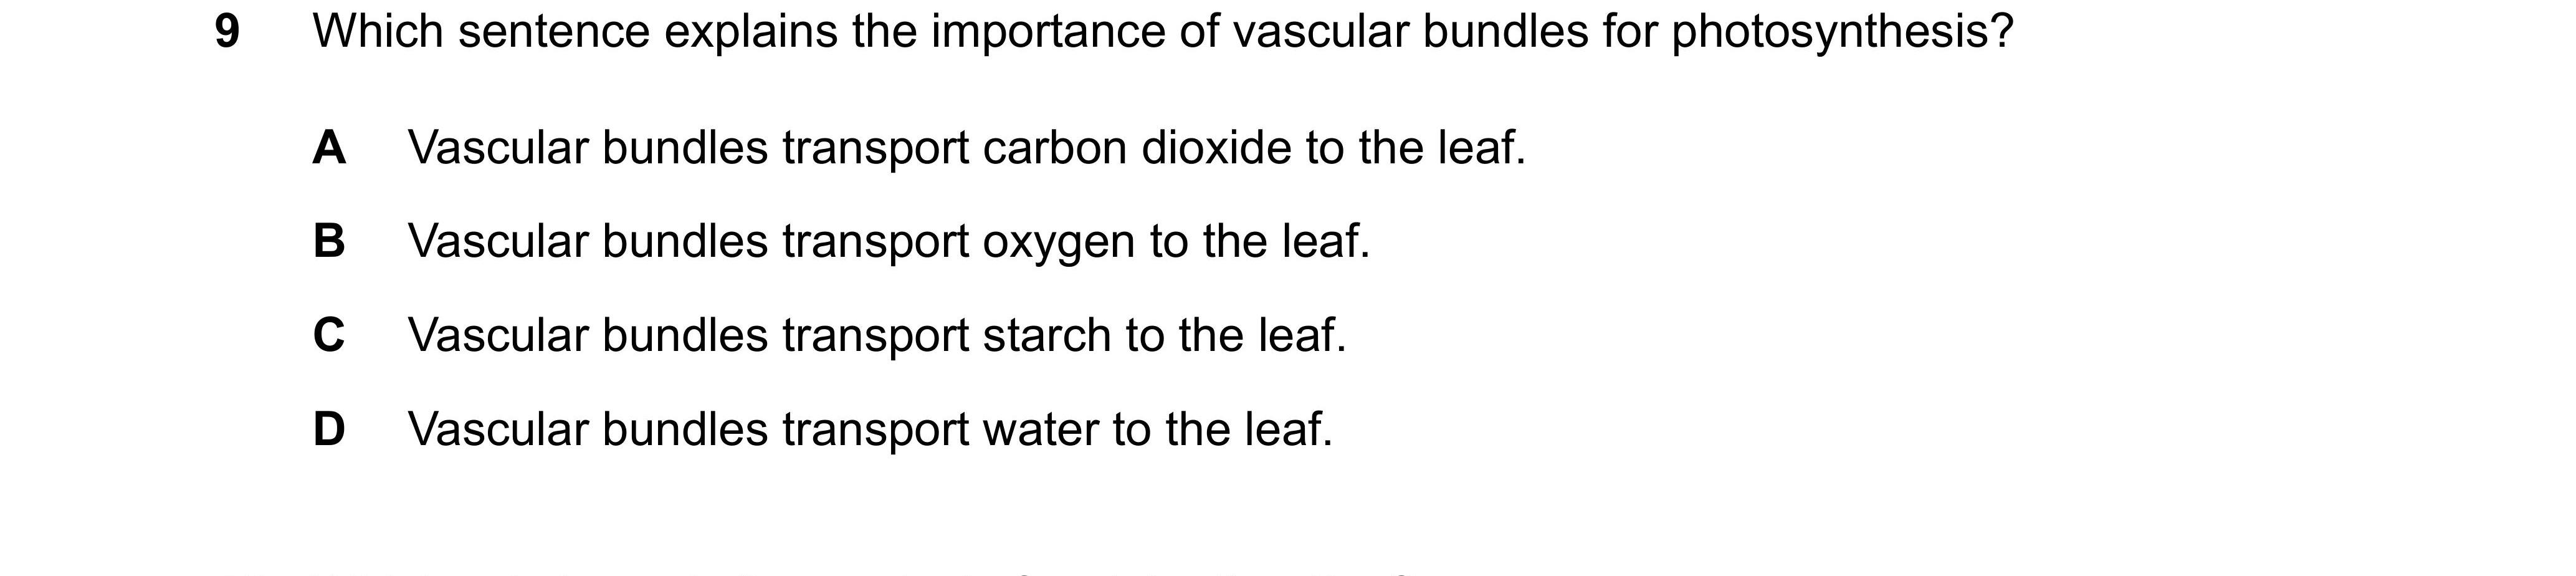 9 Which sentence explains the importance of vascular bundles for photosynthesis?
A Vascular bundles transport carbon dioxide to the leaf.
B Vascular bundles transport oxygen to the leaf.
C Vascular bundles transport starch to the leaf.
D Vascular bundles transport water to the leaf.